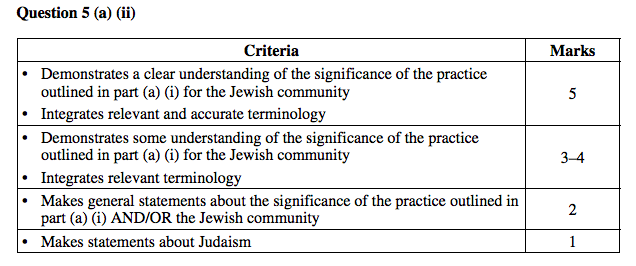 Question 5 (a) (ii)
Criteria Marks
• Demonstrates a clear understanding of the significance of the practice
outlined in part (a) (i) for the Jewish community
• Integrates relevant and accurate terminology
5
• Demonstrates some understanding of the significance of the practice
outlined in part (a) (i) for the Jewish community
• Integrates relevant terminology
3–4
• Makes general statements about the significance of the practice outlined in
part (a) (i) AND/OR the Jewish community
2
• Makes statements about Judaism
1